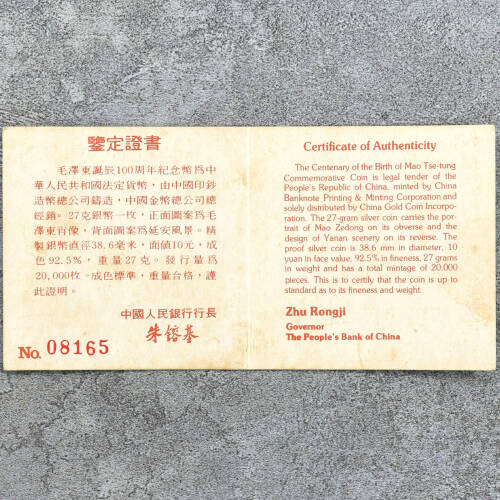 鑒定證書
毛澤東誕辰100周年紀念幣爲中
華人民共和國法定貨幣，由中國印鈔
造幣總公司鑄造，中國金幣總公司總
經銷。27克銀幣一枚，正面圖案爲毛
澤東肖像，背面圖案爲延安風景。精
製銀幣直徑38.6毫米，面值10元，成
色92.5%，重量27克。發行量爲
20,000枚。成色標準，重量合格，謹
此證明。
中國人民銀行行長
朱镕基
No. 08165
Certificate of Authenticity
The Centenary of the Birth of Mao Tse-tung
Commemorative Coin is legal tender of the
People's Republic of China, minted by China
Banknote Printing & Minting Corporation and
solely distributed by China Gold Coin Incorpo-
ration. The 27-gram silver coin carries the por-
trait of Mao Zedong on its obverse and the
design of Yanan scenery on its reverse. The
proof silver coin is 38.6 mm in diameter, 10
yuan in face value, 92.5% in fineness, 27 grams
in weight and has a total mintage of 20,000
pieces. This is to certify that the coin is up to
standard as to its fineness and weight.
Zhu Rongji
Governor
The People's Bank of China